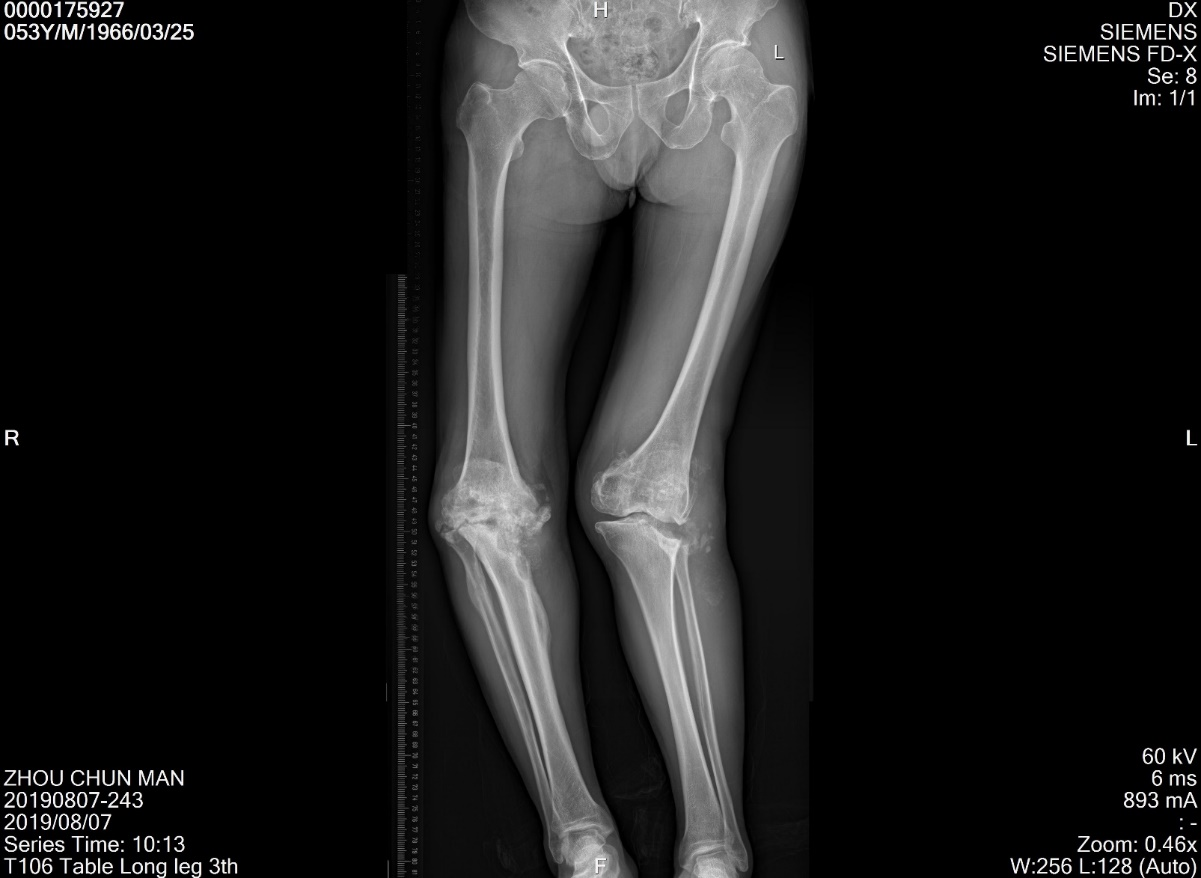 0000175927
053Y/M/1966/03/25
H
DX
SIEMENS
SIEMENS FD-X
Se: 8
Im: 1/1
L
R
L
ZHOU CHUN MAN
20190807-243
2019/08/07
Series Time: 10:13
T106 Table Long leg 3th
F
60 kV
6 ms
893 mA
: -
Zoom: 0.46x
W:256 L:128 (Auto)